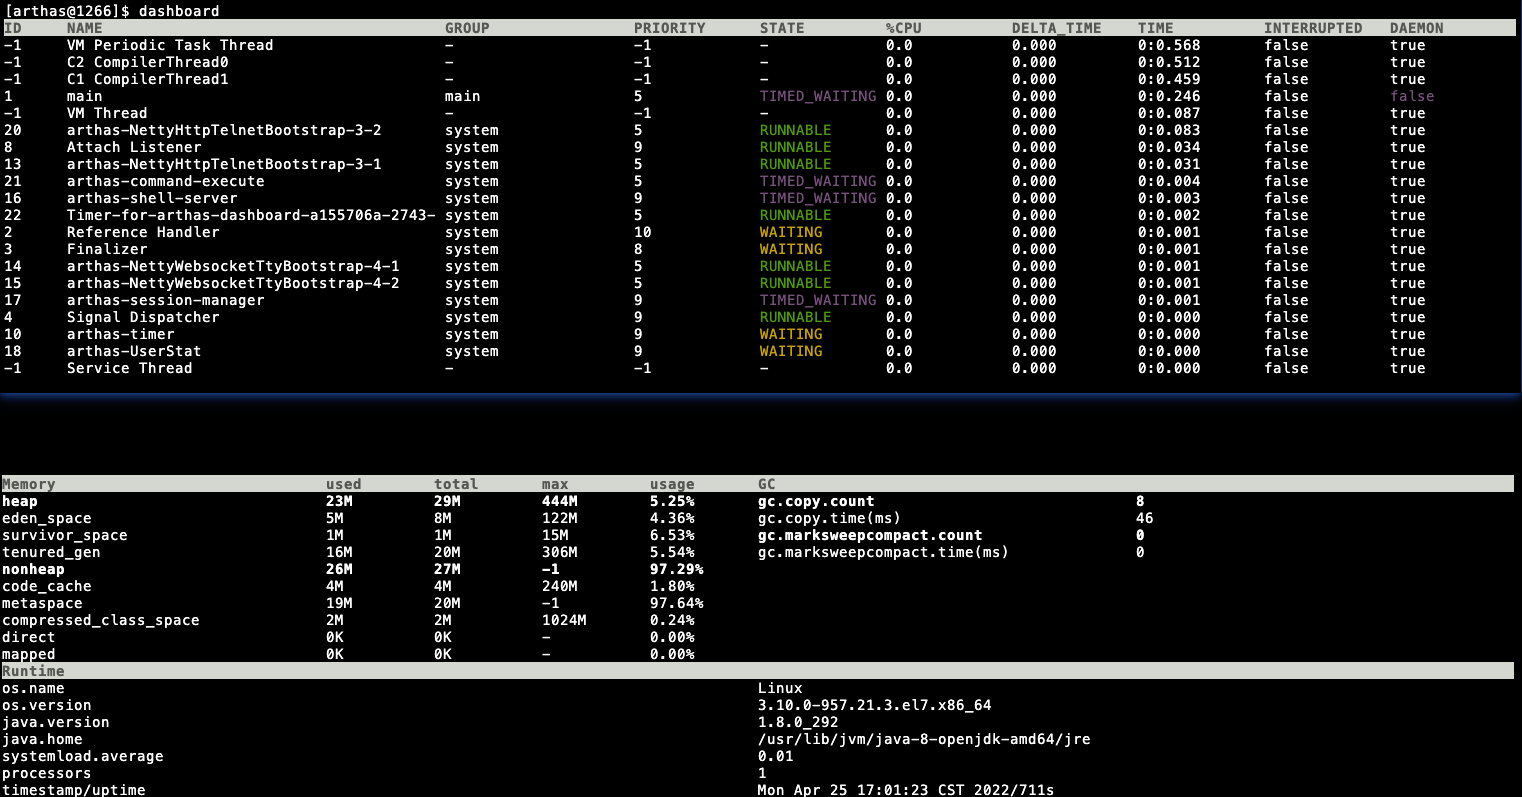 [arthas@1266]$ dashboard
ID NAME GROUP PRIORITY STATE %CPU DELTA_TIME TIME INTERRUPTED DAEMON
-1 VM Periodic Task Thread - -1 - 0.0 0.000 0:0.568 false true
-1 C2 CompilerThread0 - -1 - 0.0 0.000 0:0.512 false true
-1 C1 CompilerThread1 - -1 - 0.0 0.000 0:0.459 false true
1 main main 5 TIMED_WAITING 0.0 0.000 0:0.246 false false
-1 VM Thread - -1 - 0.0 0.000 0:0.087 false true
20 arthas-NettyHttpTelnetBootstrap-3-2 system 5 RUNNABLE 0.0 0.000 0:0.083 false true
8 Attach Listener system 9 RUNNABLE 0.0 0.000 0:0.034 false true
13 arthas-NettyHttpTelnetBootstrap-3-1 system 5 RUNNABLE 0.0 0.000 0:0.031 false true
21 arthas-command-execute system 5 TIMED_WAITING 0.0 0.000 0:0.004 false true
16 arthas-shell-server system 9 TIMED_WAITING 0.0 0.000 0:0.003 false true
22 Timer-for-arthas-dashboard-a155706a-2743- system 5 RUNNABLE 0.0 0.000 0:0.002 false true
2 Reference Handler system 10 WAITING 0.0 0.000 0:0.001 false true
3 Finalizer system 8 WAITING 0.0 0.000 0:0.001 false true
14 arthas-NettyWebsocketTtyBootstrap-4-1 system 5 RUNNABLE 0.0 0.000 0:0.001 false true
15 arthas-NettyWebsocketTtyBootstrap-4-2 system 5 RUNNABLE 0.0 0.000 0:0.001 false true
17 arthas-session-manager system 9 TIMED_WAITING 0.0 0.000 0:0.001 false true
4 Signal Dispatcher system 9 RUNNABLE 0.0 0.000 0:0.000 false true
10 arthas-timer system 9 WAITING 0.0 0.000 0:0.000 false true
18 arthas-UserStat system 9 WAITING 0.0 0.000 0:0.000 false true
-1 Service Thread - -1 - 0.0 0.000 0:0.000 false true
Memory used total max usage GC
heap 23M 29M 444M 5.25% gc.copy.count 8
eden_space 5M 8M 122M 4.36% gc.copy.time(ms) 46
survivor_space 1M 1M 15M 6.53% gc.marksweepcompact.count 0
tenured_gen 16M 20M 306M 5.54% gc.marksweepcompact.time(ms) 0
nonheap 26M 27M -1 97.29%
code_cache 4M 4M 240M 1.80%
metaspace 19M 20M -1 97.64%
compressed_class_space 2M 2M 1024M 0.24%
direct 0K 0K - 0.00%
mapped 0K 0K - 0.00%
Runtime
os.name Linux
os.version 3.10.0-957.21.3.el7.x86_64
java.version 1.8.0_292
java.home /usr/lib/jvm/java-8-openjdk-amd64/jre
systemload.average 0.01
processors 1
timestamp/uptime Mon Apr 25 17:01:23 CST 2022/711s